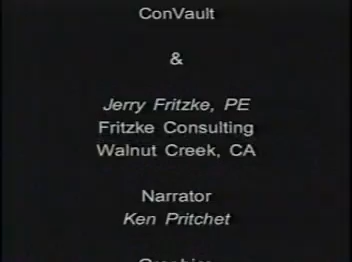 ConVault
&
Jerry Fritzke, PE
Fritzke Consulting
Walnut Creek, CA
Narrator
Ken Pritchet